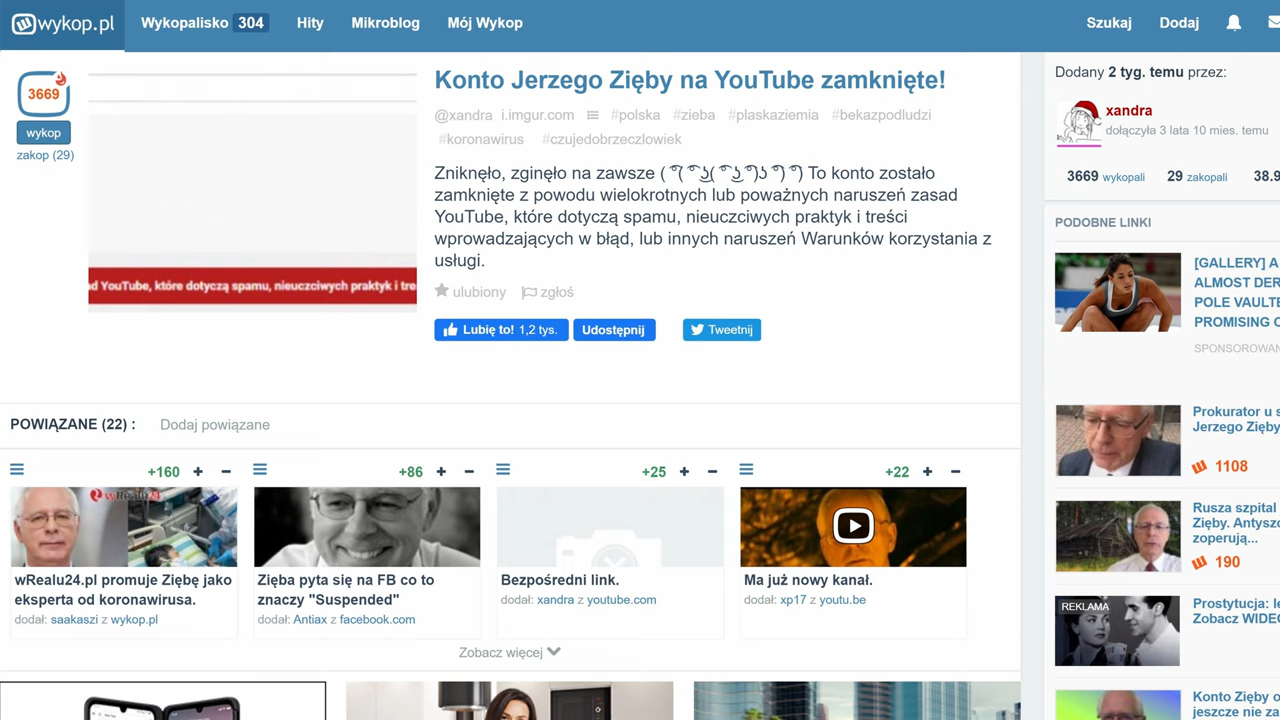 wykop.pl Wykopalisko 304 Hity Mikroblog Mój Wykop Szukaj Dodaj
3669
wykop
zakop (29)
Konto Jerzego Zięby na YouTube zamknięte!
@xandra i.imgur.com #polska #zieba #plaskaziemia #bekazpodludzi
#koronawirus #czujedobrzeczlowiek
Zniknęło, zginęło na zawsze ( ͡°( ͡° ͜ʖ( ͡° ͜ʖ ͡°)ʖ ͡°) ͡°) To konto zostało
zamknięte z powodu wielokrotnych lub poważnych naruszeń zasad
YouTube, które dotyczą spamu, nieuczciwych praktyk i treści
wprowadzających w błąd, lub innych naruszeń Warunków korzystania z
usługi.
ad YouTube, które dotyczą spamu, nieuczciwych praktyk i tre
ulubiony zgłoś
Lubię to! 1,2 tys. Udostępnij Tweetnij
POWIĄZANE (22) : Dodaj powiązane
+160 + −
wRealu24
wRealu24.pl promuje Ziębę jako
eksperta od koronawirusa.
dodał: saakaszi z wykop.pl
+86 + −
Zięba pyta się na FB co to
znaczy "Suspended"
dodał: Antiax z facebook.com
+25 + −
Bezpośredni link.
dodał: xandra z youtube.com
+22 + −
Ma już nowy kanał.
dodał: xp17 z youtu.be
Zobacz więcej
Dodany 2 tyg. temu przez:
xandra
dołączyła 3 lata 10 mies. temu
3669 wykopali 29 zakopali 38.9
PODOBNE LINKI
[GALLERY] A
ALMOST DER
POLE VAULTE
PROMISING C
SPONSOROWAN
Prokurator u s
Jerzego Zięby
1108
Rusza szpital
Zięby. Antyszc
zoperują...
190
REKLAMA
Prostytucja: le
Zobacz WIDEO
Konto Zięby o
jeszcze nie za